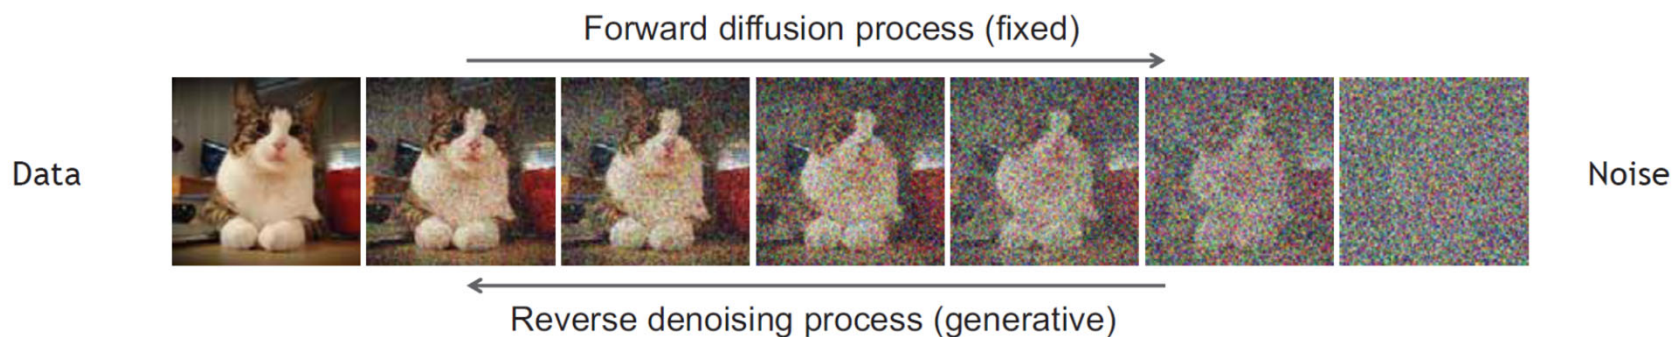 Forward diffusion process (fixed)
Data
Noise
Reverse denoising process (generative)